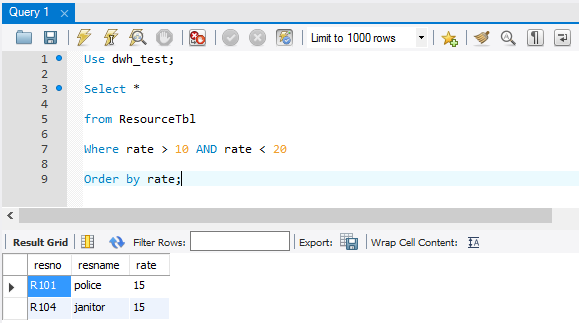 Query 1
Limit to 1000 rows
1 Use dwh_test;
2
3 Select *
4
5 from ResourceTbl
6
7 Where rate > 10 AND rate < 20
8
9 Order by rate;
Result Grid Filter Rows: Export: Wrap Cell Content: IA
resno resname rate
R101 police 15
R104 janitor 15